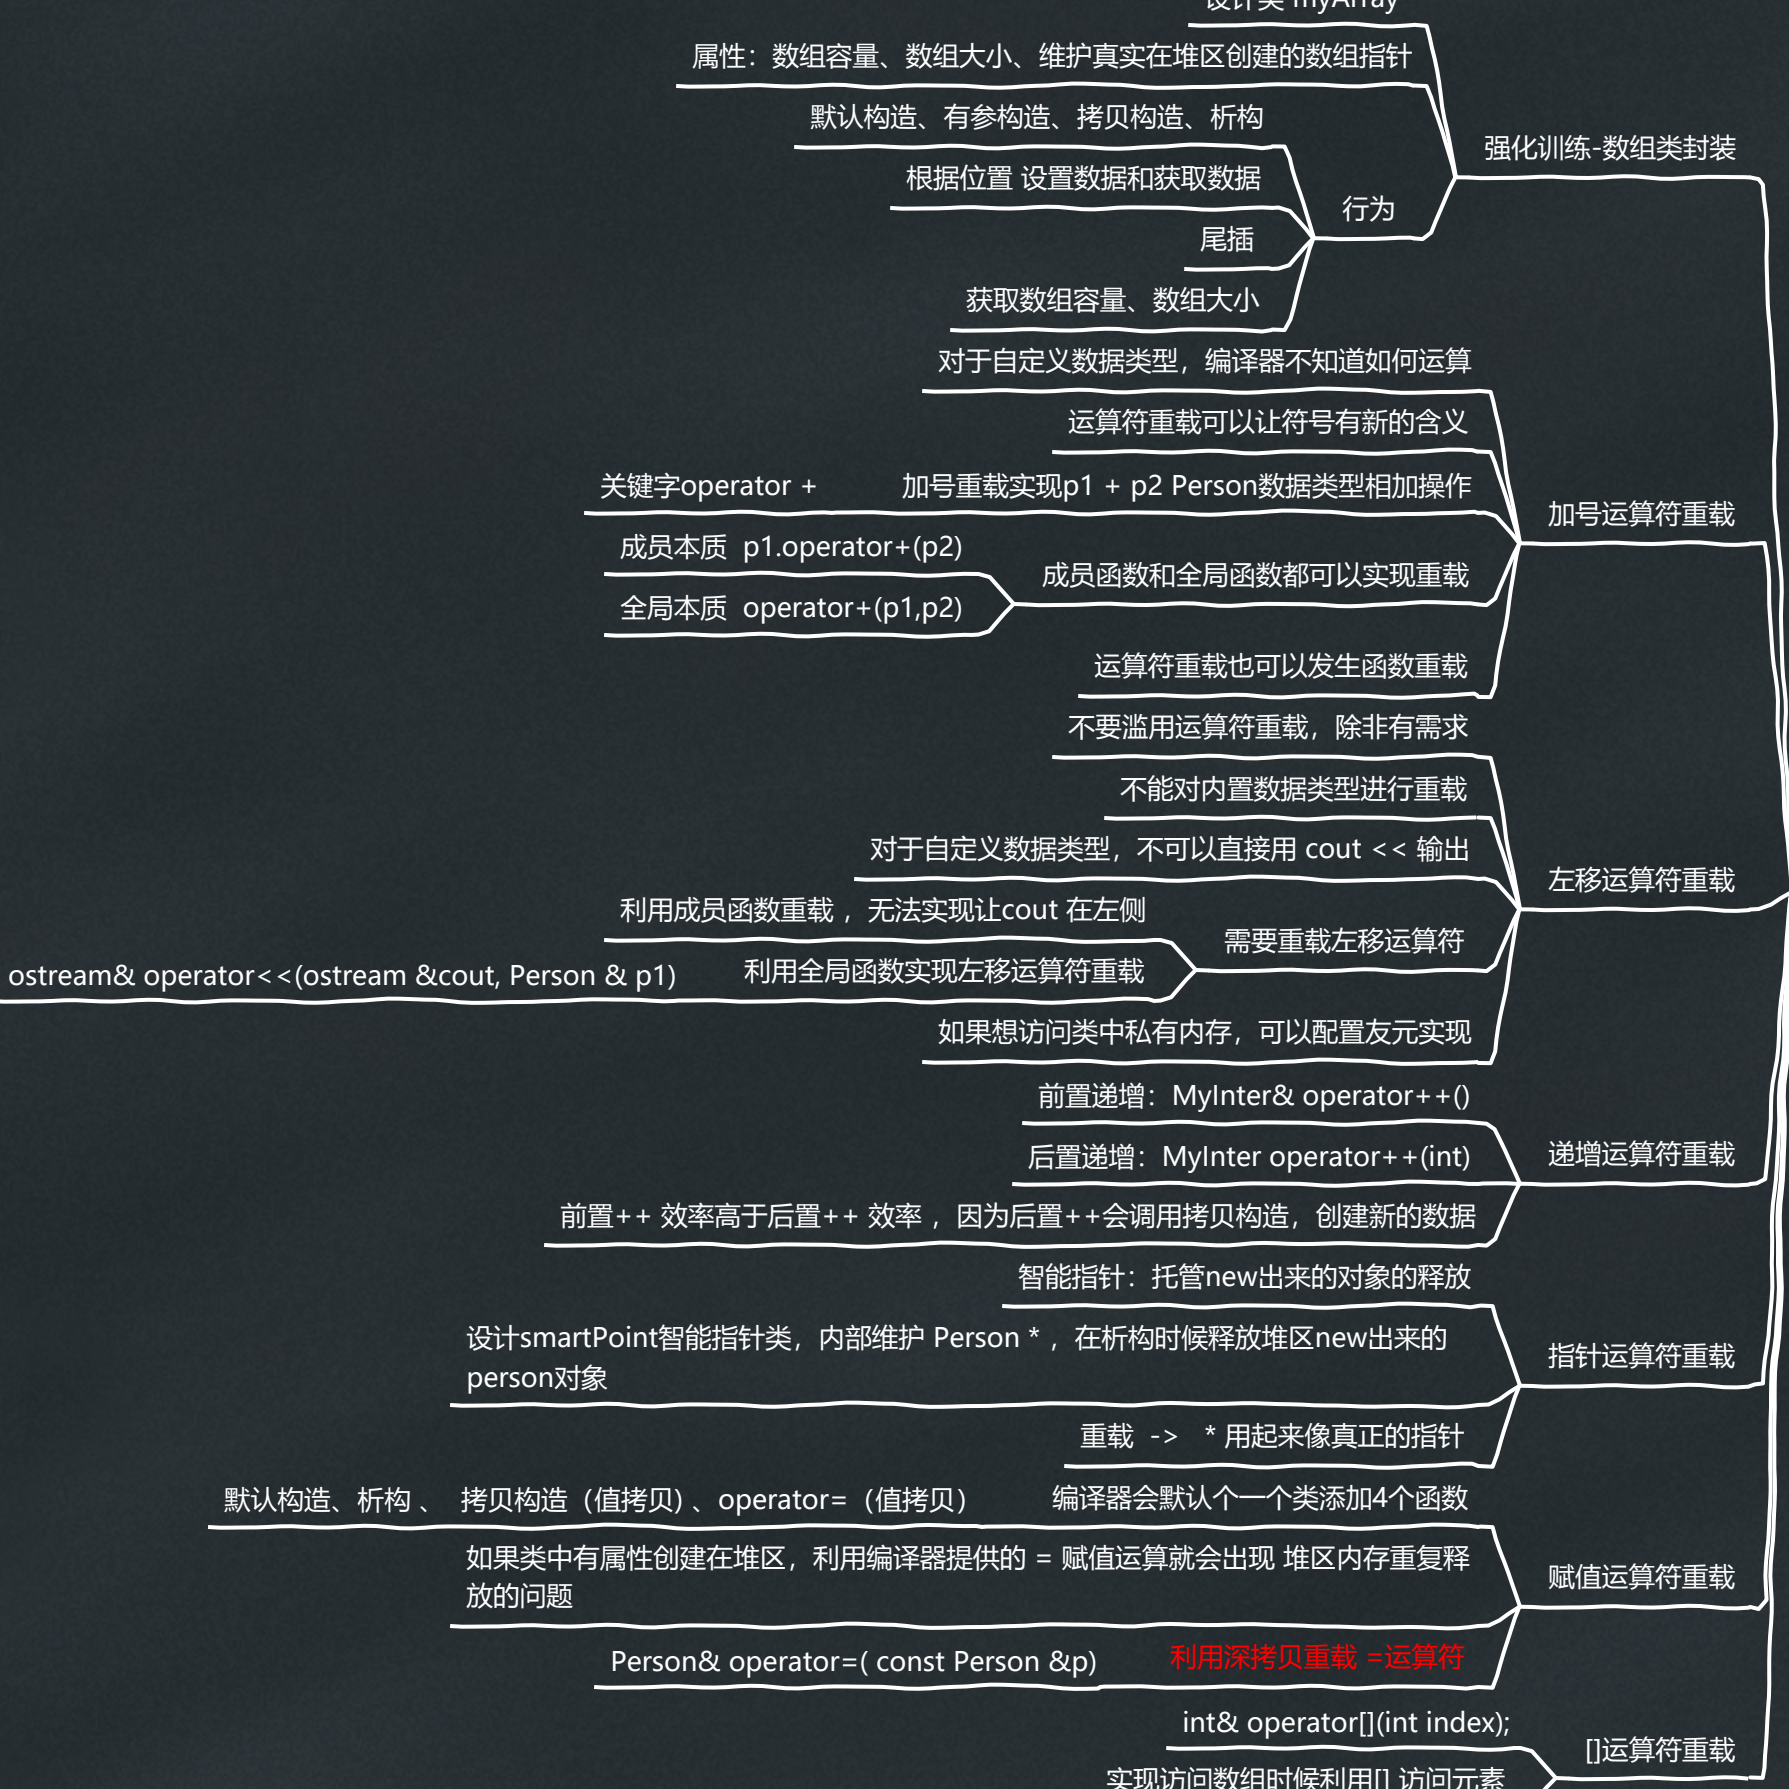 设计类 myArray
属性：数组容量、数组大小、维护真实在堆区创建的数组指针
默认构造、有参构造、拷贝构造、析构
强化训练-数组类封装
根据位置 设置数据和获取数据
行为
尾插
获取数组容量、数组大小
对于自定义数据类型，编译器不知道如何运算
运算符重载可以让符号有新的含义
关键字operator +
加号重载实现p1 + p2 Person数据类型相加操作
加号运算符重载
成员本质  p1.operator+(p2)
成员函数和全局函数都可以实现重载
全局本质  operator+(p1,p2)
运算符重载也可以发生函数重载
不要滥用运算符重载，除非有需求
不能对内置数据类型进行重载
对于自定义数据类型，不可以直接用 cout << 输出
左移运算符重载
利用成员函数重载 ，无法实现让cout 在左侧
需要重载左移运算符
ostream& operator<<(ostream &cout, Person & p1)
利用全局函数实现左移运算符重载
如果想访问类中私有内存，可以配置友元实现
前置递增：MyInter& operator++()
后置递增：MyInter operator++(int)
递增运算符重载
前置++ 效率高于后置++ 效率 ，因为后置++会调用拷贝构造，创建新的数据
智能指针：托管new出来的对象的释放
设计smartPoint智能指针类，内部维护 Person * ，在析构时候释放堆区new出来的
person对象
指针运算符重载
重载  ->   * 用起来像真正的指针
默认构造、析构 、  拷贝构造（值拷贝) 、operator=（值拷贝）
编译器会默认个一个类添加4个函数
如果类中有属性创建在堆区，利用编译器提供的 = 赋值运算就会出现 堆区内存重复释
放的问题
赋值运算符重载
Person& operator=( const Person &p)
利用深拷贝重载 =运算符
int& operator[](int index);
[]运算符重载
实现访问数组时候利用[] 访问元素